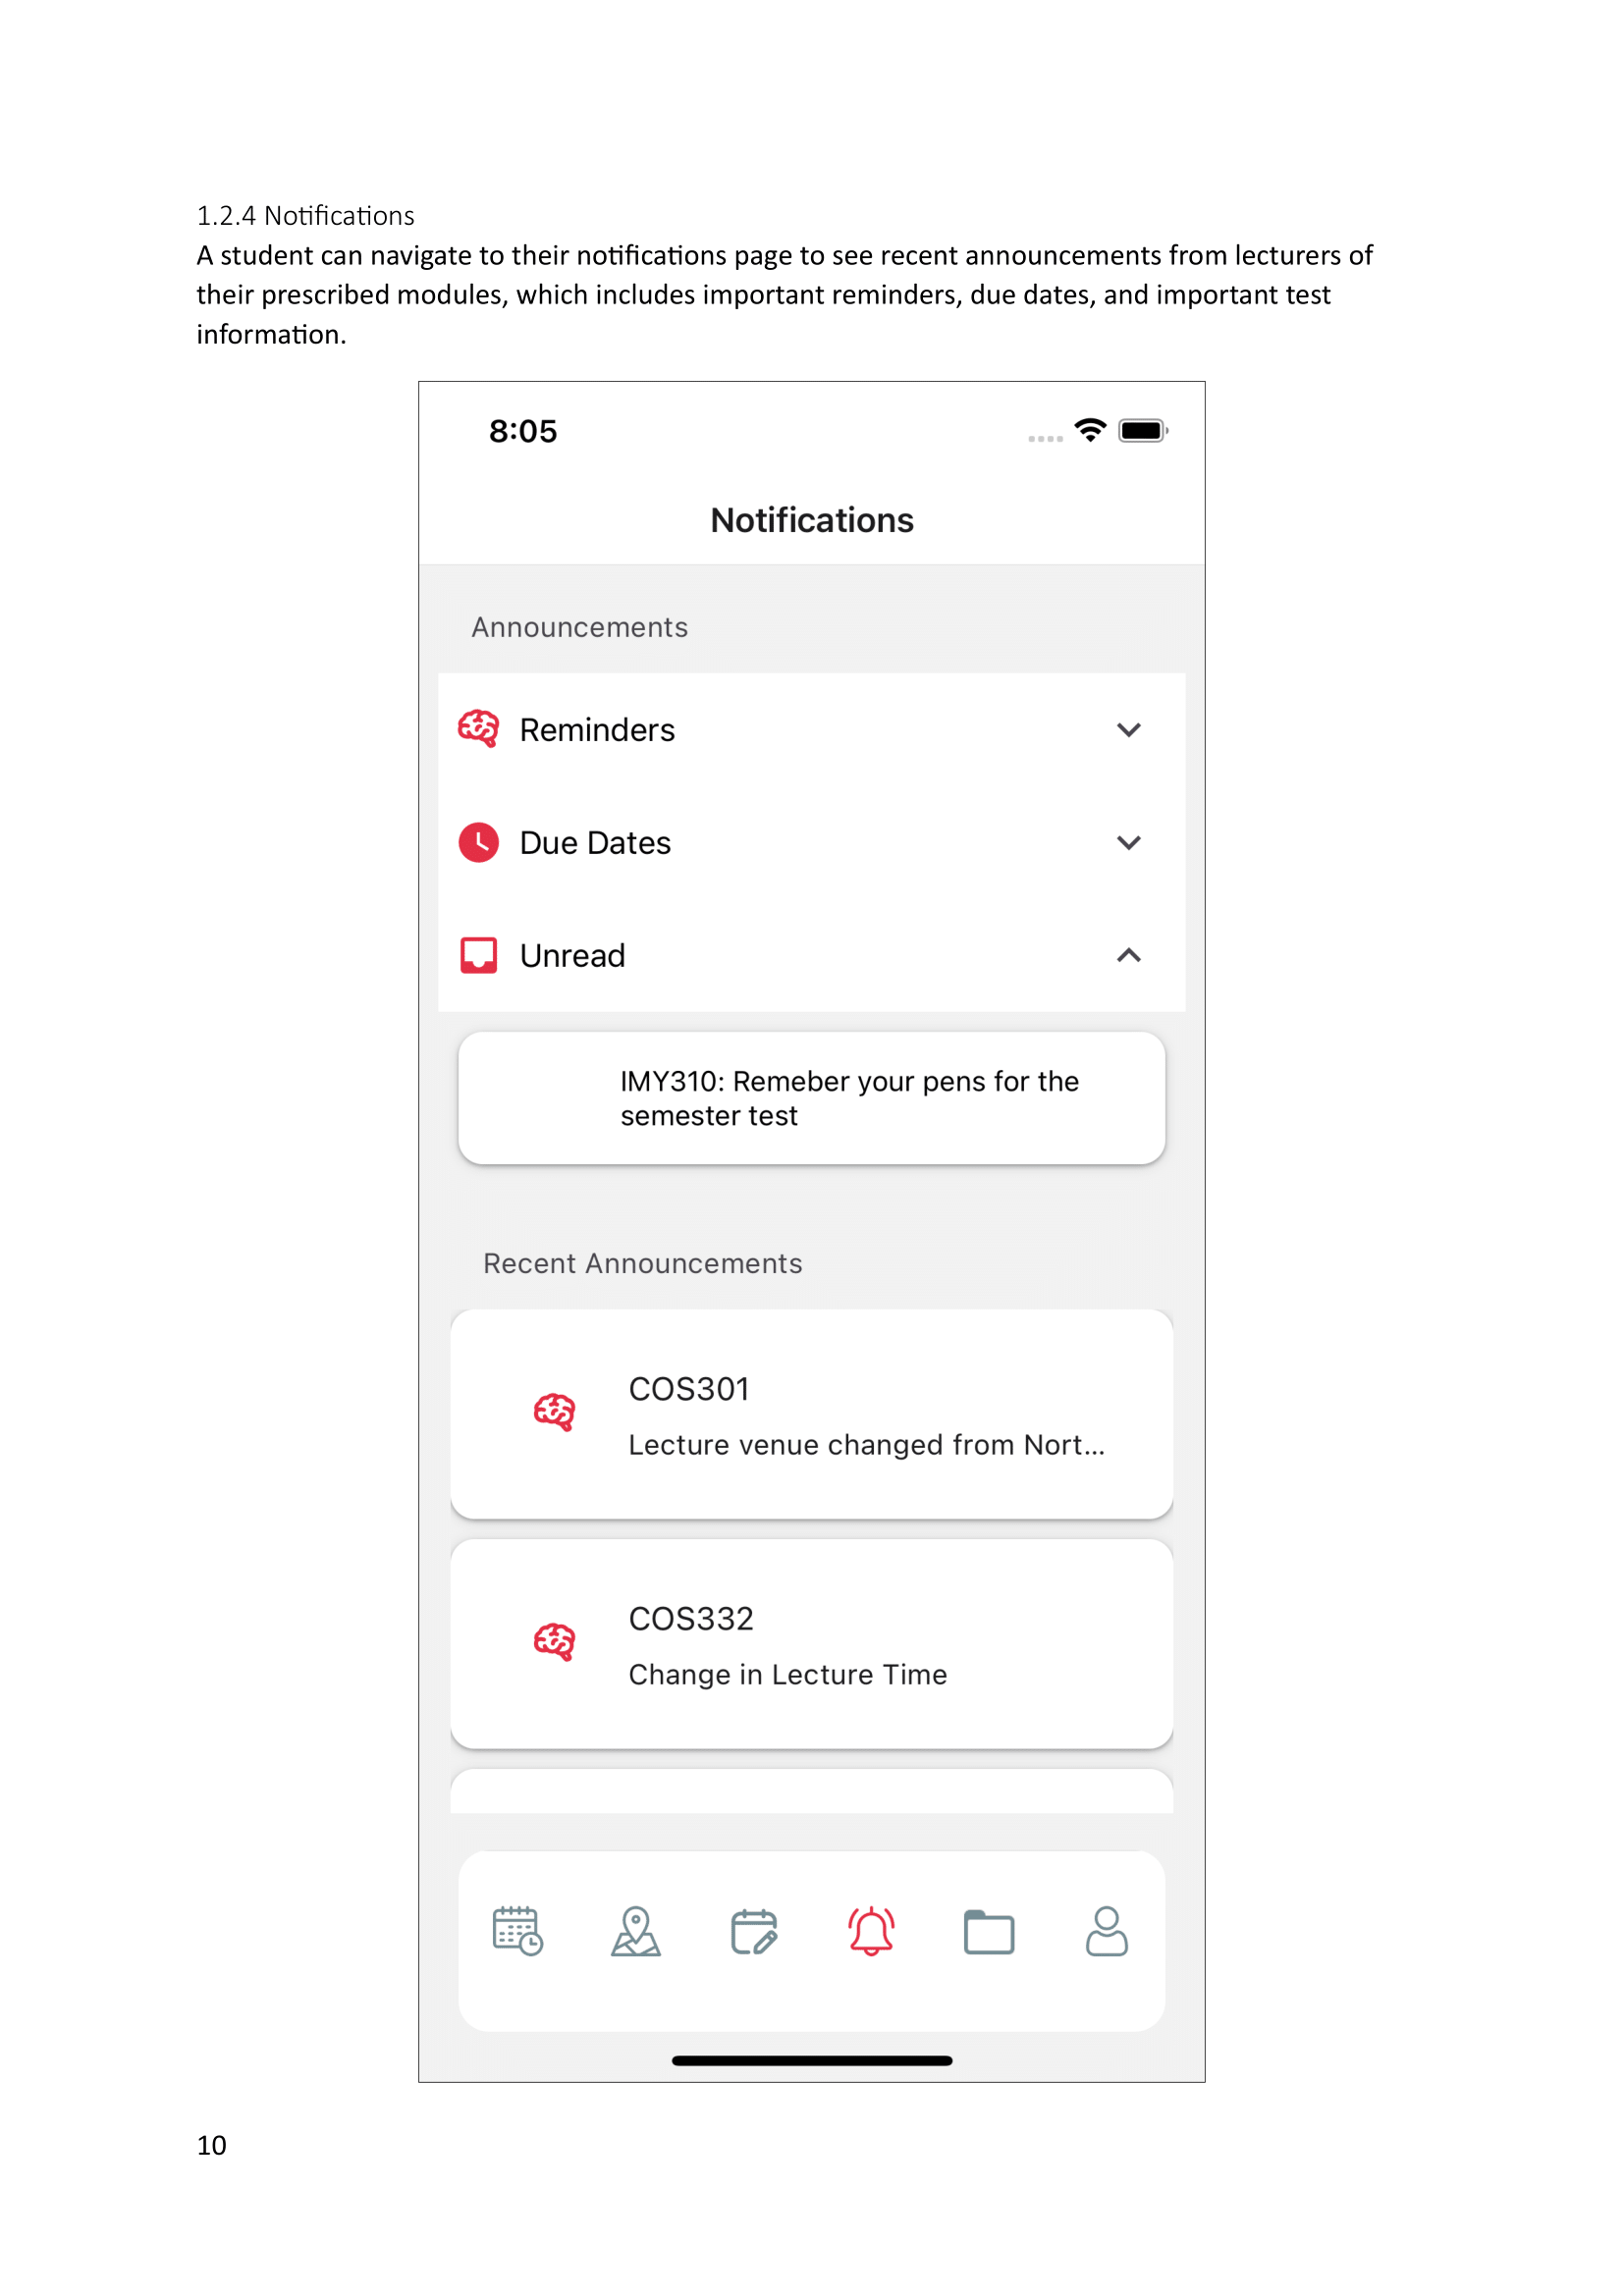 1.2.4 Notifications
A student can navigate to their notifications page to see recent announcements from lecturers of
their prescribed modules, which includes important reminders, due dates, and important test
information.
8:05
Notifications
Announcements
Reminders
Due Dates
Unread
IMY310: Remeber your pens for the
semester test
Recent Announcements
COS301
Lecture venue changed from Nort...
COS332
Change in Lecture Time
10